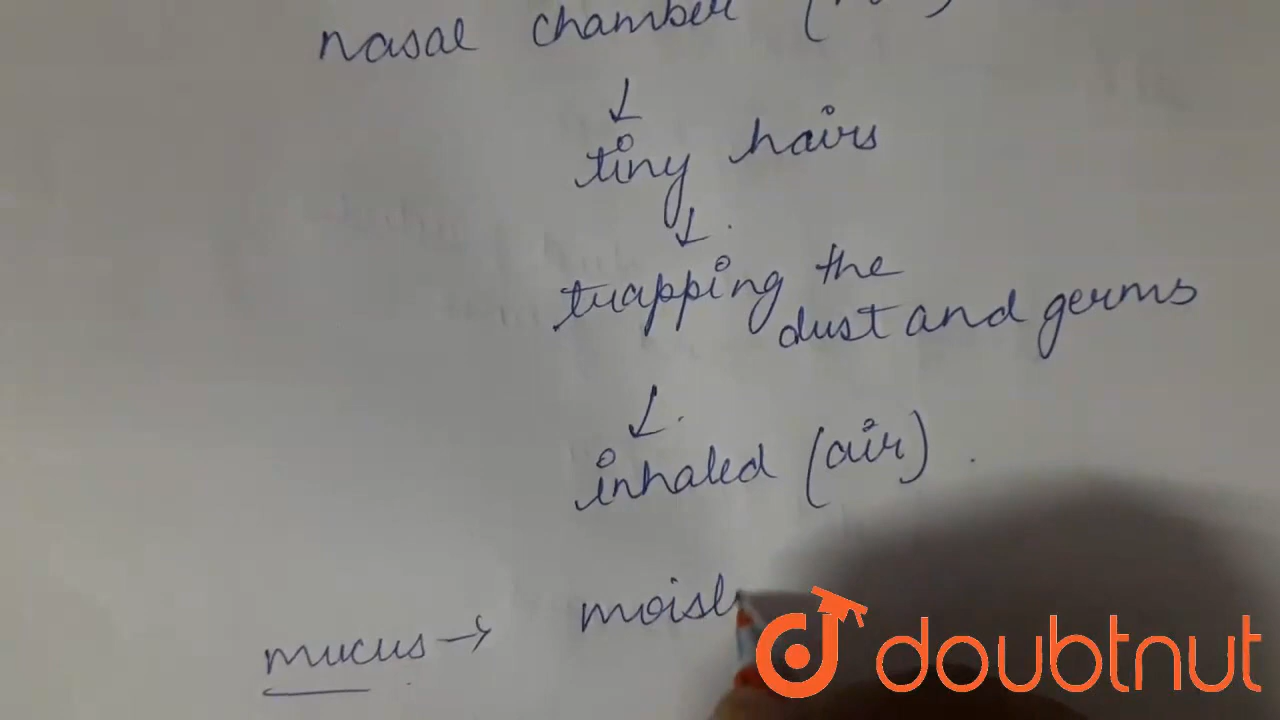 nasal chamber
↓
tiny hairs
↓
trapping the
dust and germs
↓
inhaled (air)
mucus → moist
doubtnut